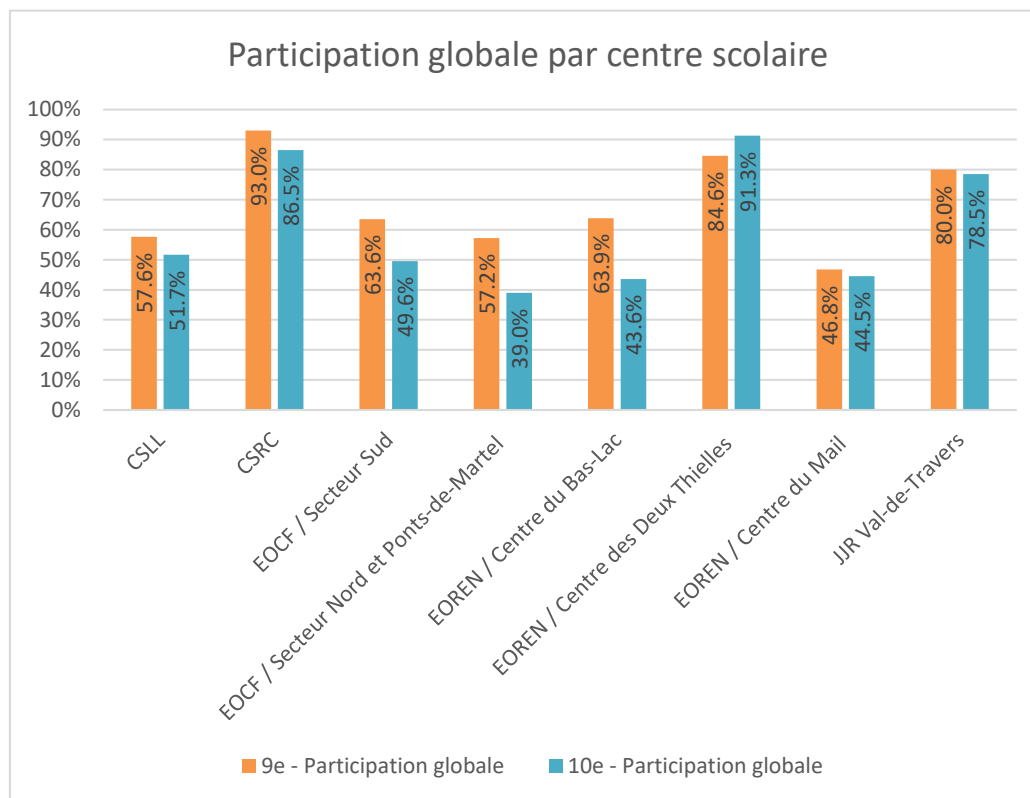 Participation globale par centre scolaire
100%
90%
80%
70%
60%
50%
40%
30%
20%
10%
0%
57.6%
51.7%
93.0%
86.5%
63.6%
49.6%
57.2%
39.0%
63.9%
43.6%
84.6%
91.3%
46.8%
44.5%
80.0%
78.5%
CSLL
CSRC
EOCF / Secteur Sud
EOCF / Secteur Nord et Ponts-de-Martel
EOREN / Centre du Bas-Lac
EOREN / Centre des Deux Thielles
EOREN / Centre du Mail
JJR Val-de-Travers
9e - Participation globale
10e - Participation globale